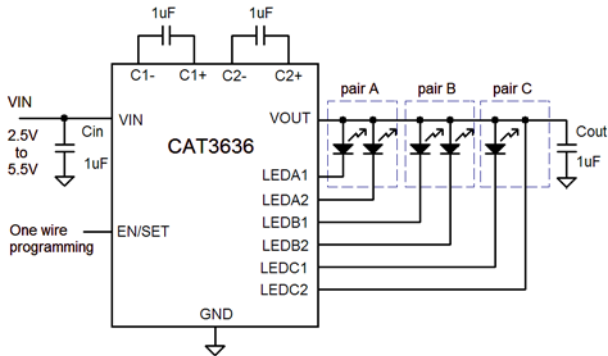 1uF
1uF
C1- C1+ C2- C2+
pair A pair B pair C
VIN
VIN
VOUT
Cin
Cout
2.5V
to
5.5V
1uF
1uF
CAT3636
LEDA1
LEDA2
One wire
programming
EN/SET
LEDB1
LEDB2
LEDC1
LEDC2
GND